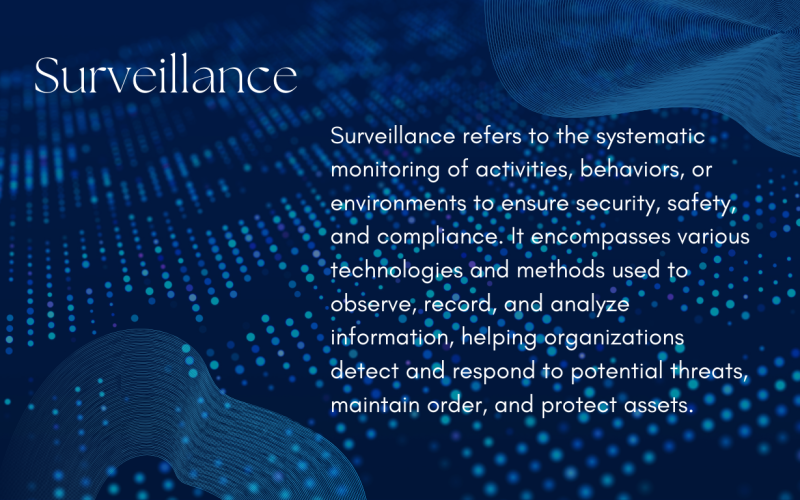 Surveillance
Surveillance refers to the systematic
monitoring of activities, behaviors, or
environments to ensure security, safety,
and compliance. It encompasses various
technologies and methods used to
observe, record, and analyze
information, helping organizations
detect and respond to potential threats,
maintain order, and protect assets.